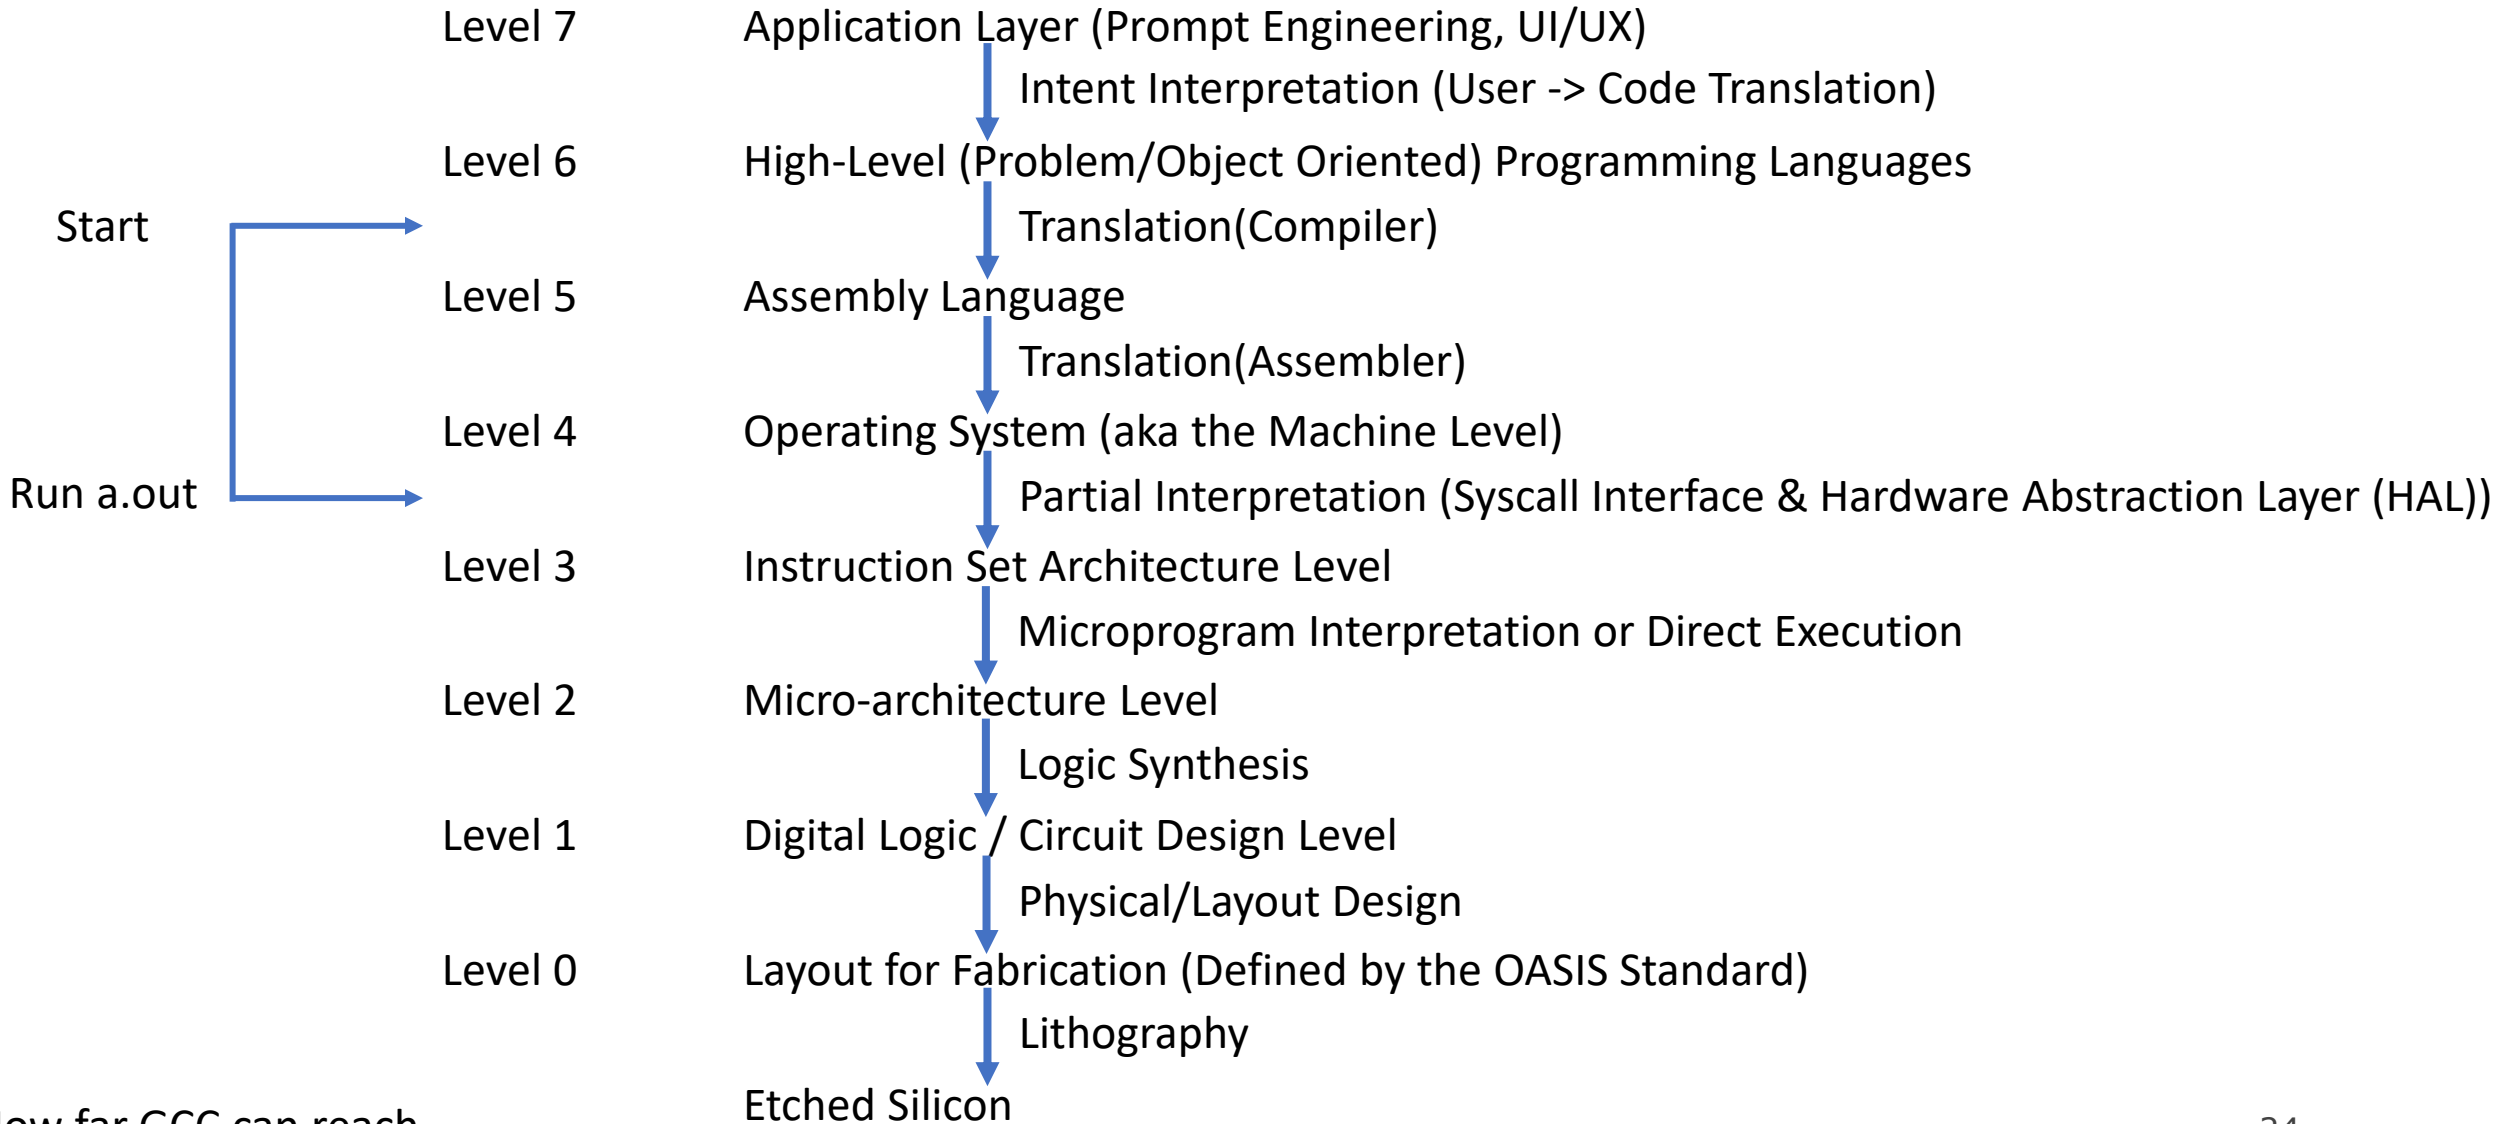 Level 7 Application Layer (Prompt Engineering, UI/UX)
Intent Interpretation (User -> Code Translation)
Level 6 High-Level (Problem/Object Oriented) Programming Languages
Start Translation(Compiler)
Level 5 Assembly Language
Translation(Assembler)
Level 4 Operating System (aka the Machine Level)
Run a.out Partial Interpretation (Syscall Interface & Hardware Abstraction Layer (HAL))
Level 3 Instruction Set Architecture Level
Microprogram Interpretation or Direct Execution
Level 2 Micro-architecture Level
Logic Synthesis
Level 1 Digital Logic / Circuit Design Level
Physical/Layout Design
Level 0 Layout for Fabrication (Defined by the OASIS Standard)
Lithography
Etched Silicon
far GCC can reach